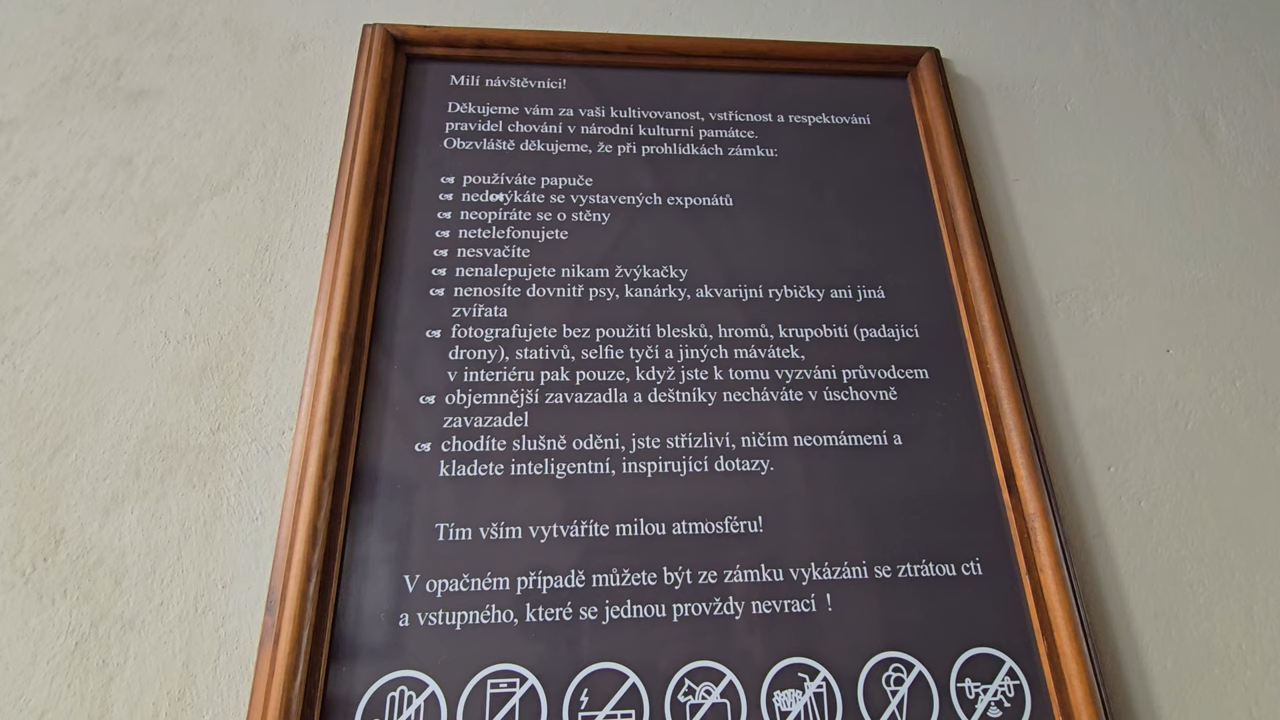 Milí návštěvníci!
Děkujeme vám za vaši kultivovanost, vstřícnost a respektování
pravidel chování v národní kulturní památce.
Obzvláště děkujeme, že při prohlídkách zámku:
používáte papuče
nedotýkáte se vystavených exponátů
neopíráte se o stěny
netelefonujete
nesvačíte
nenalepujete nikam žvýkačky
nenosíte dovnitř psy, kanárky, akvarijní rybičky ani jiná
zvířata
fotografujete bez použití blesků, hromů, krupobití (padající
drony), stativů, selfie tyčí a jiných mávátek,
v interiéru pak pouze, když jste k tomu vyzváni průvodcem
objemnější zavazadla a deštníky necháváte v úschovně
zavazadel
chodíte slušně oděni, jste střízliví, ničím neomámení a
kladete inteligentní, inspirující dotazy.
Tím vším vytváříte milou atmosféru!
V opačném případě můžete být ze zámku vykázáni se ztrátou cti
a vstupného, které se jednou provždy nevrací !